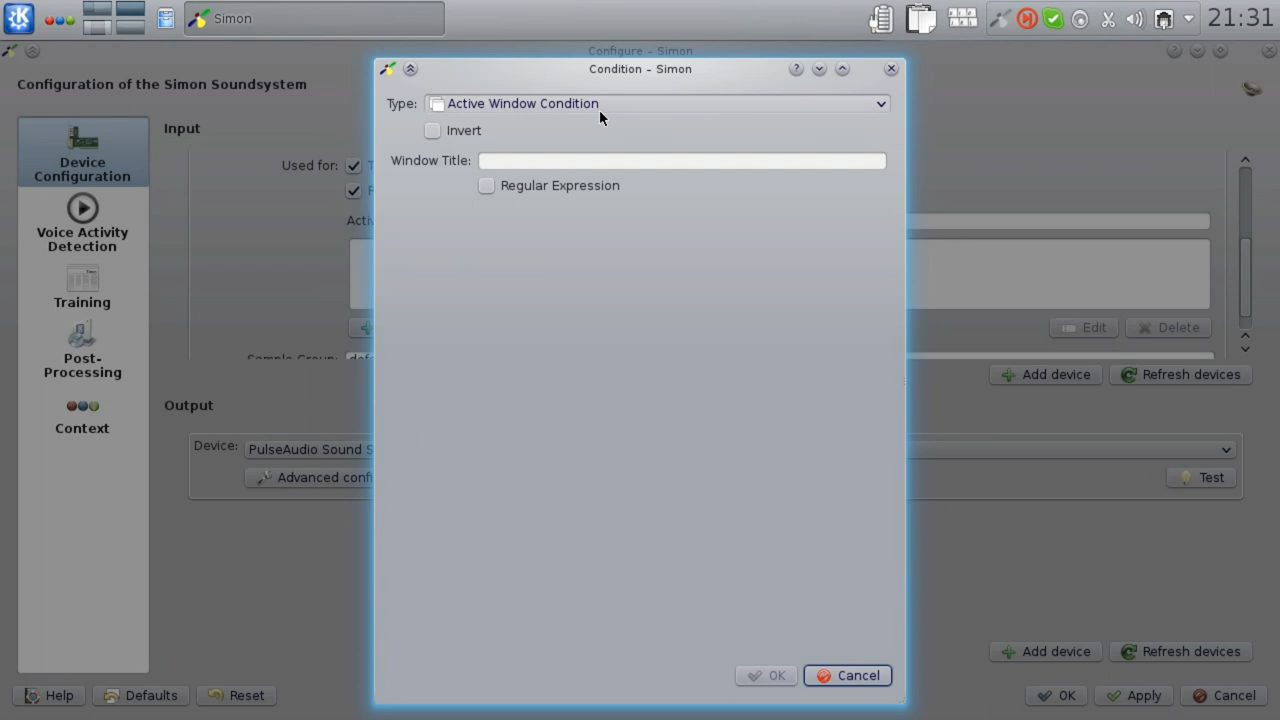 Simon
21:31
Configure – Simon
Condition – Simon
Configuration of the Simon Soundsystem
Type: Active Window Condition
Invert
Window Title:
Regular Expression
Device
Configuration
Voice Activity
Detection
Training
Post-
Processing
Context
Input
Used for:
Edit
Delete
Add device
Refresh devices
Output
Device: PulseAudio Sound S
Advanced confi
Test
Add device
Refresh devices
OK
Cancel
Help
Defaults
Reset
OK
Apply
Cancel